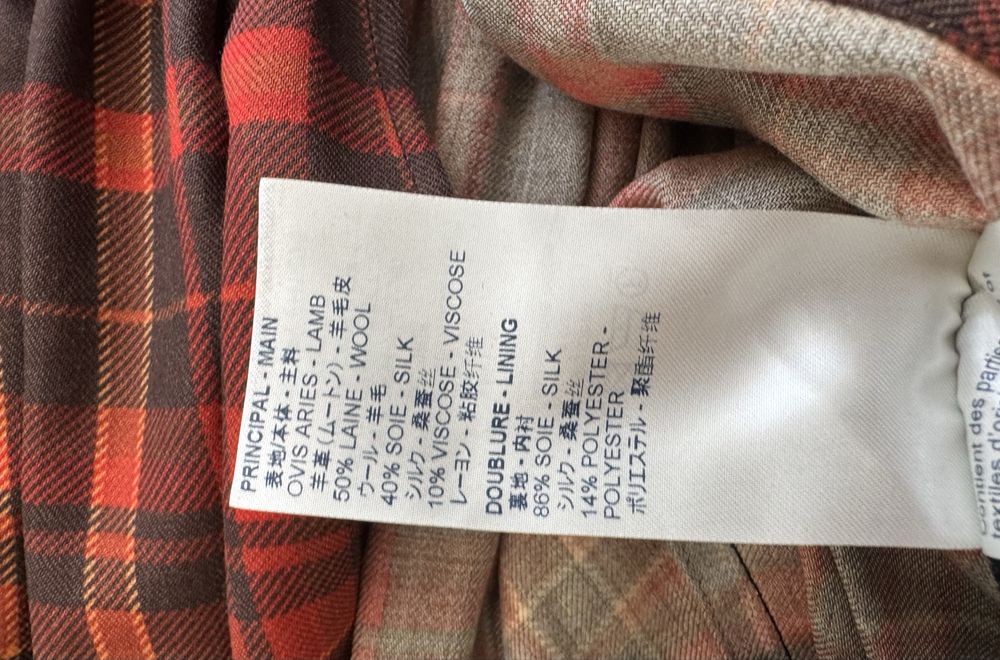 PRINCIPAL - MAIN
表地/本体 - 主料
OVIS ARIES - LAMB
羊革(ムートン) - 羊毛皮
50% LAINE - WOOL
ウール - 羊毛
40% SOIE - SILK
シルク - 桑蚕丝
10% VISCOSE - VISCOSE
レーヨン - 粘胶纤维
DOUBLURE - LINING
裏地 - 内衬
86% SOIE - SILK
シルク - 桑蚕丝
14% POLYESTER -
POLYESTER
ポリエステル - 聚酯纤维
des